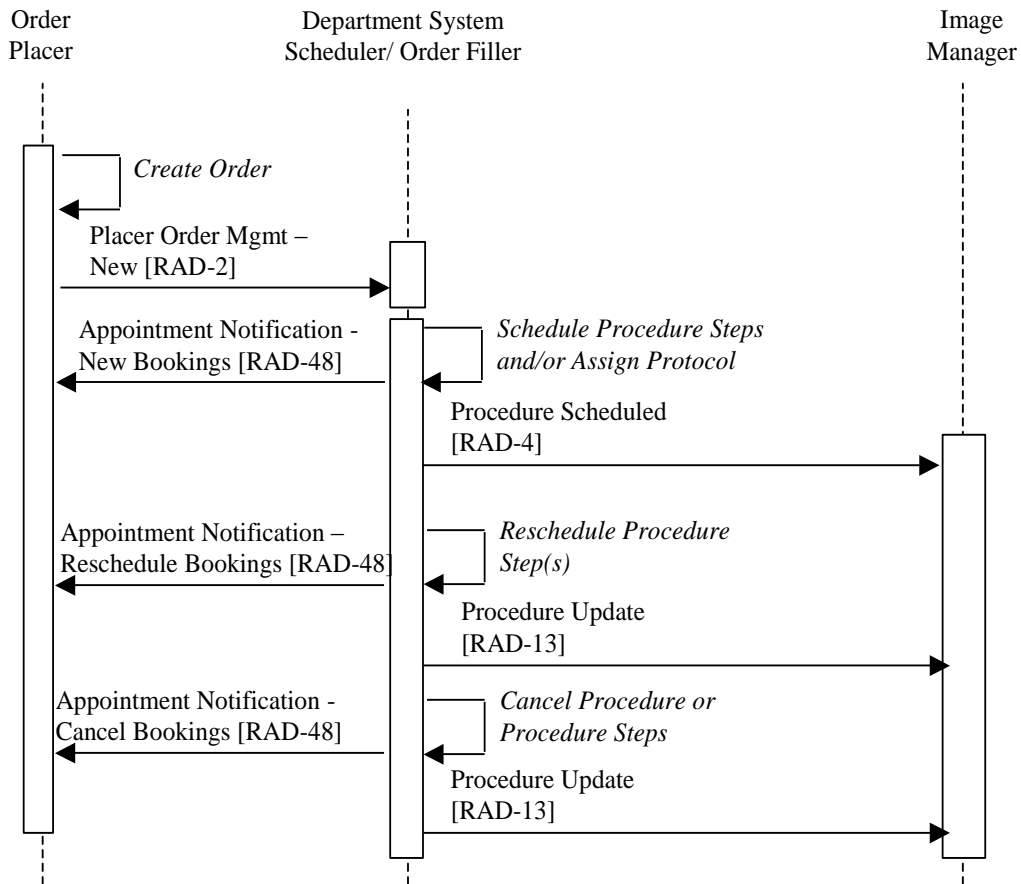 Order
Placer
Department System
Scheduler/ Order Filler
Image
Manager
Create Order
Placer Order Mgmt –
New [RAD-2]
Appointment Notification -
New Bookings [RAD-48]
Schedule Procedure Steps
and/or Assign Protocol
Procedure Scheduled
[RAD-4]
Appointment Notification –
Reschedule Bookings [RAD-48]
Reschedule Procedure
Step(s)
Procedure Update
[RAD-13]
Appointment Notification -
Cancel Bookings [RAD-48]
Cancel Procedure or
Procedure Steps
Procedure Update
[RAD-13]